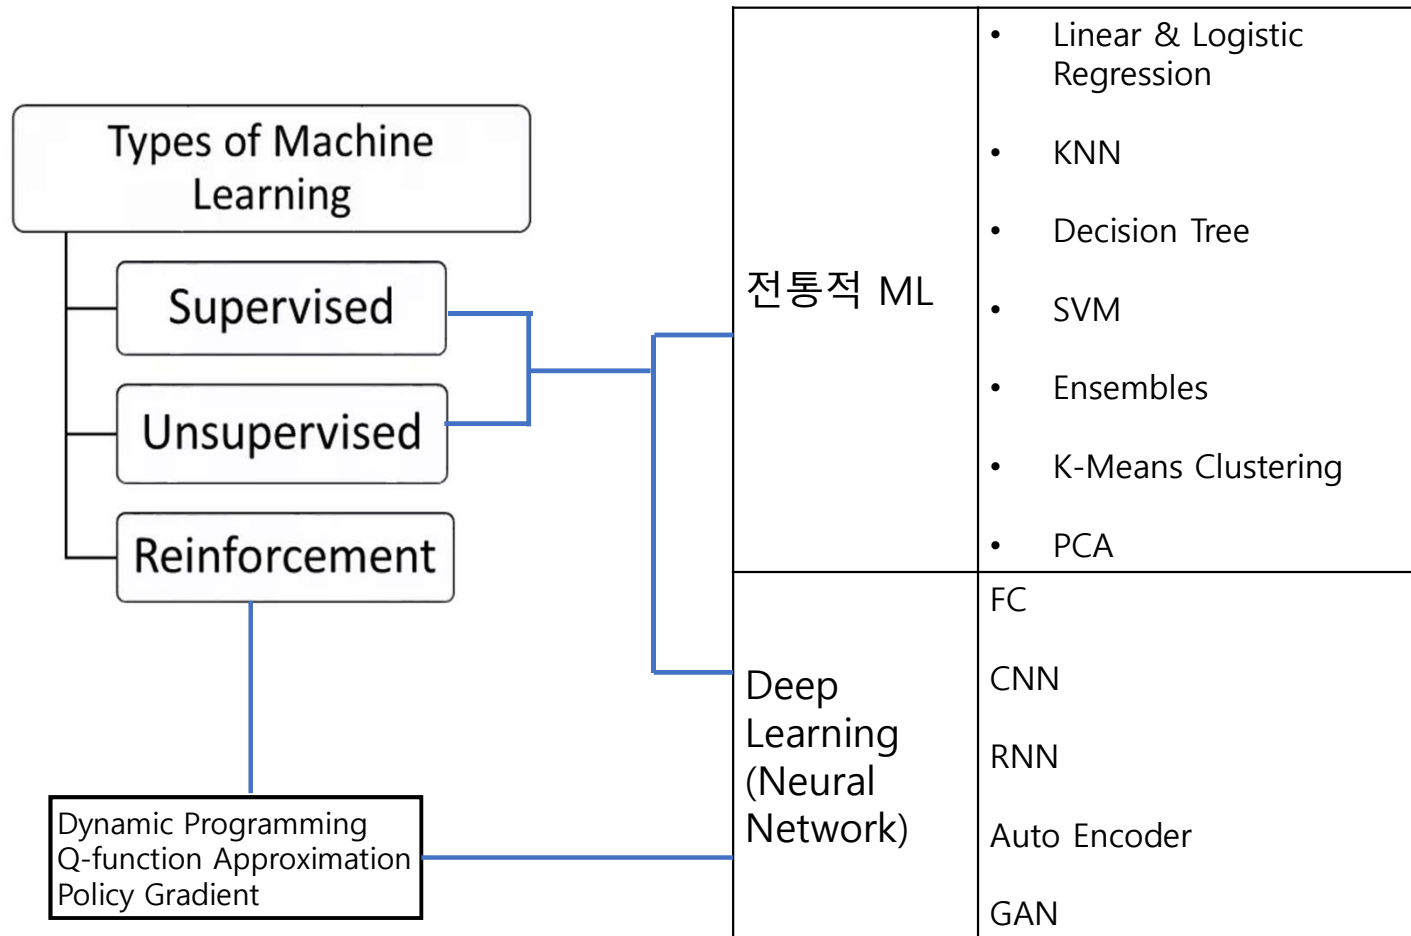 Types of Machine
Learning
Supervised
Unsupervised
Reinforcement
Dynamic Programming
Q-function Approximation
Policy Gradient
전통적 ML
• Linear & Logistic
Regression
• KNN
• Decision Tree
• SVM
• Ensembles
• K-Means Clustering
• PCA
Deep
Learning
(Neural
Network)
FC
CNN
RNN
Auto Encoder
GAN